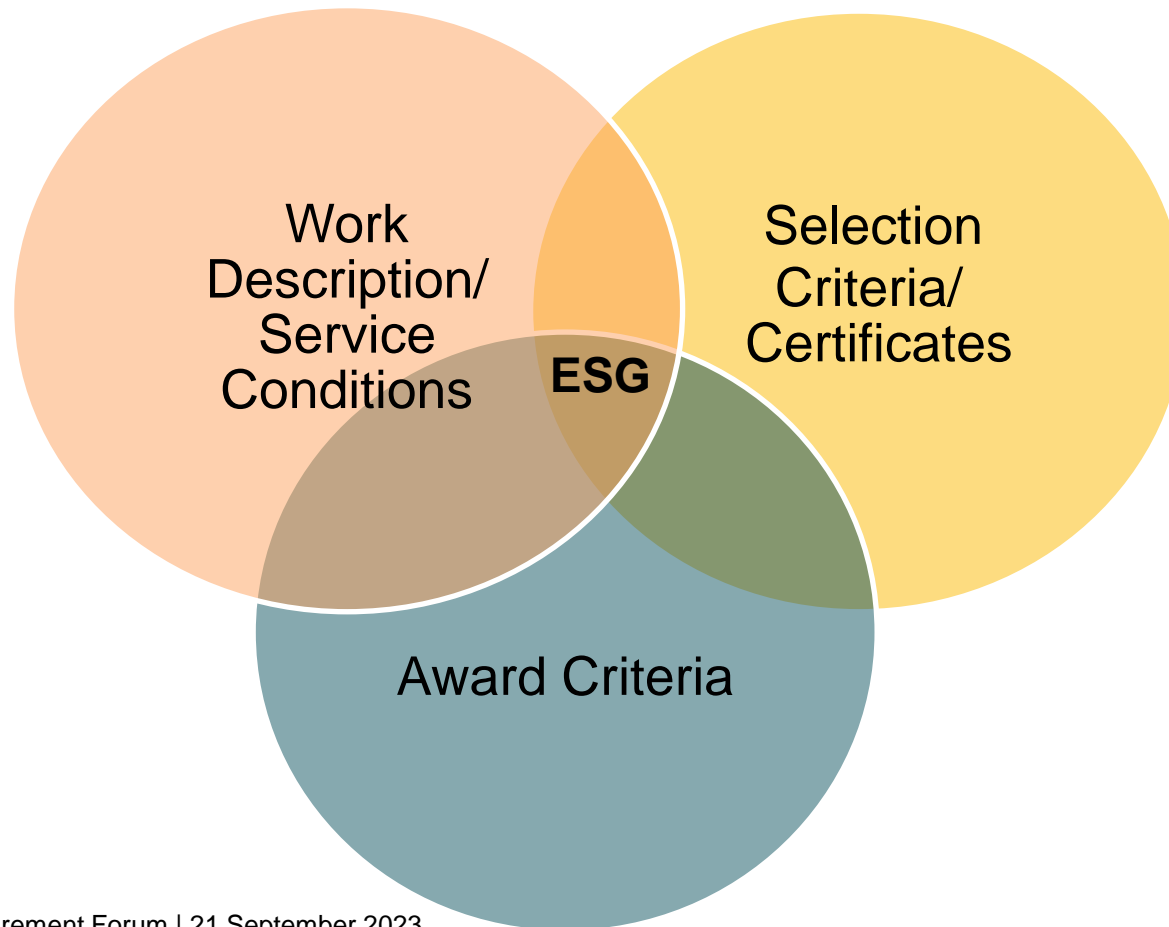 Work
Description/
Service
Conditions
Selection
Criteria/
Certificates
ESG
Award Criteria
Forum | 21 September 2023